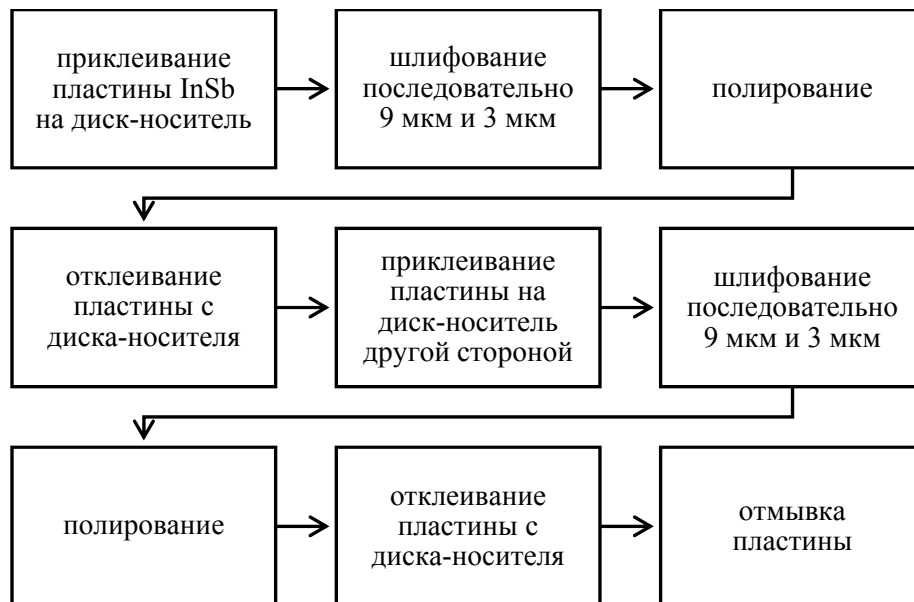 приклеивание
пластины InSb
на диск-носитель
шлифование
последовательно
9 мкм и 3 мкм
полирование
отклеивание
пластины с
диска-носителя
приклеивание
пластины на
диск-носитель
другой стороной
шлифование
последовательно
9 мкм и 3 мкм
полирование
отклеивание
пластины с
диска-носителя
отмывка
пластины